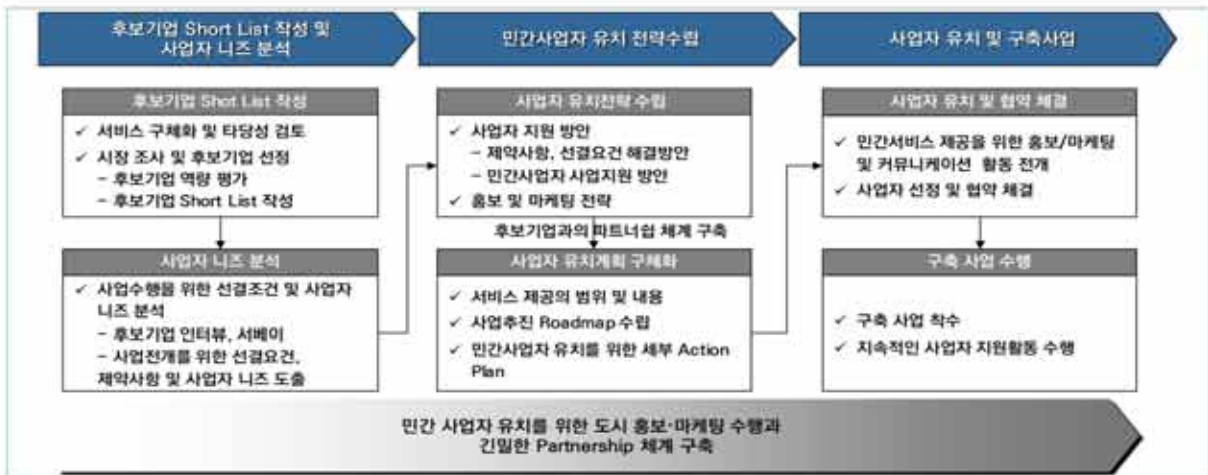 후보기업 Short List 작성 및
사업자 니즈 분석
민간사업자 유치 전략수립
사업자 유치 및 구축사업
후보기업 Shot List 작성
✓ 서비스 구체화 및 타당성 검토
✓ 시장 조사 및 후보기업 선정
– 후보기업 역량 평가
– 후보기업 Short List 작성
사업자 니즈 분석
✓ 사업수행을 위한 선결조건 및 사업자
니즈 분석
– 후보기업 인터뷰, 서베이
– 사업전개를 위한 선결요건,
제약사항 및 사업자 니즈 도출
사업자 유치전략 수립
✓ 사업자 지원 방안
– 제약사항, 선결요건 해결방안
– 민간사업자 사업지원 방안
✓ 홍보 및 마케팅 전략
후보기업과의 파트너쉽 체계 구축
사업자 유치계획 구체화
✓ 서비스 제공의 범위 및 내용
✓ 사업추진 Roadmap 수립
✓ 민간사업자 유치를 위한 세부 Action
Plan
사업자 유치 및 협약 체결
✓ 민간서비스 제공을 위한 홍보/마케팅
및 커뮤니케이션 활동 전개
✓ 사업자 선정 및 협약 체결
구축 사업 수행
✓ 구축 사업 착수
✓ 지속적인 사업자 지원활동 수행
민간 사업자 유치를 위한 도시 홍보·마케팅 수행과
긴밀한 Partnership 체계 구축